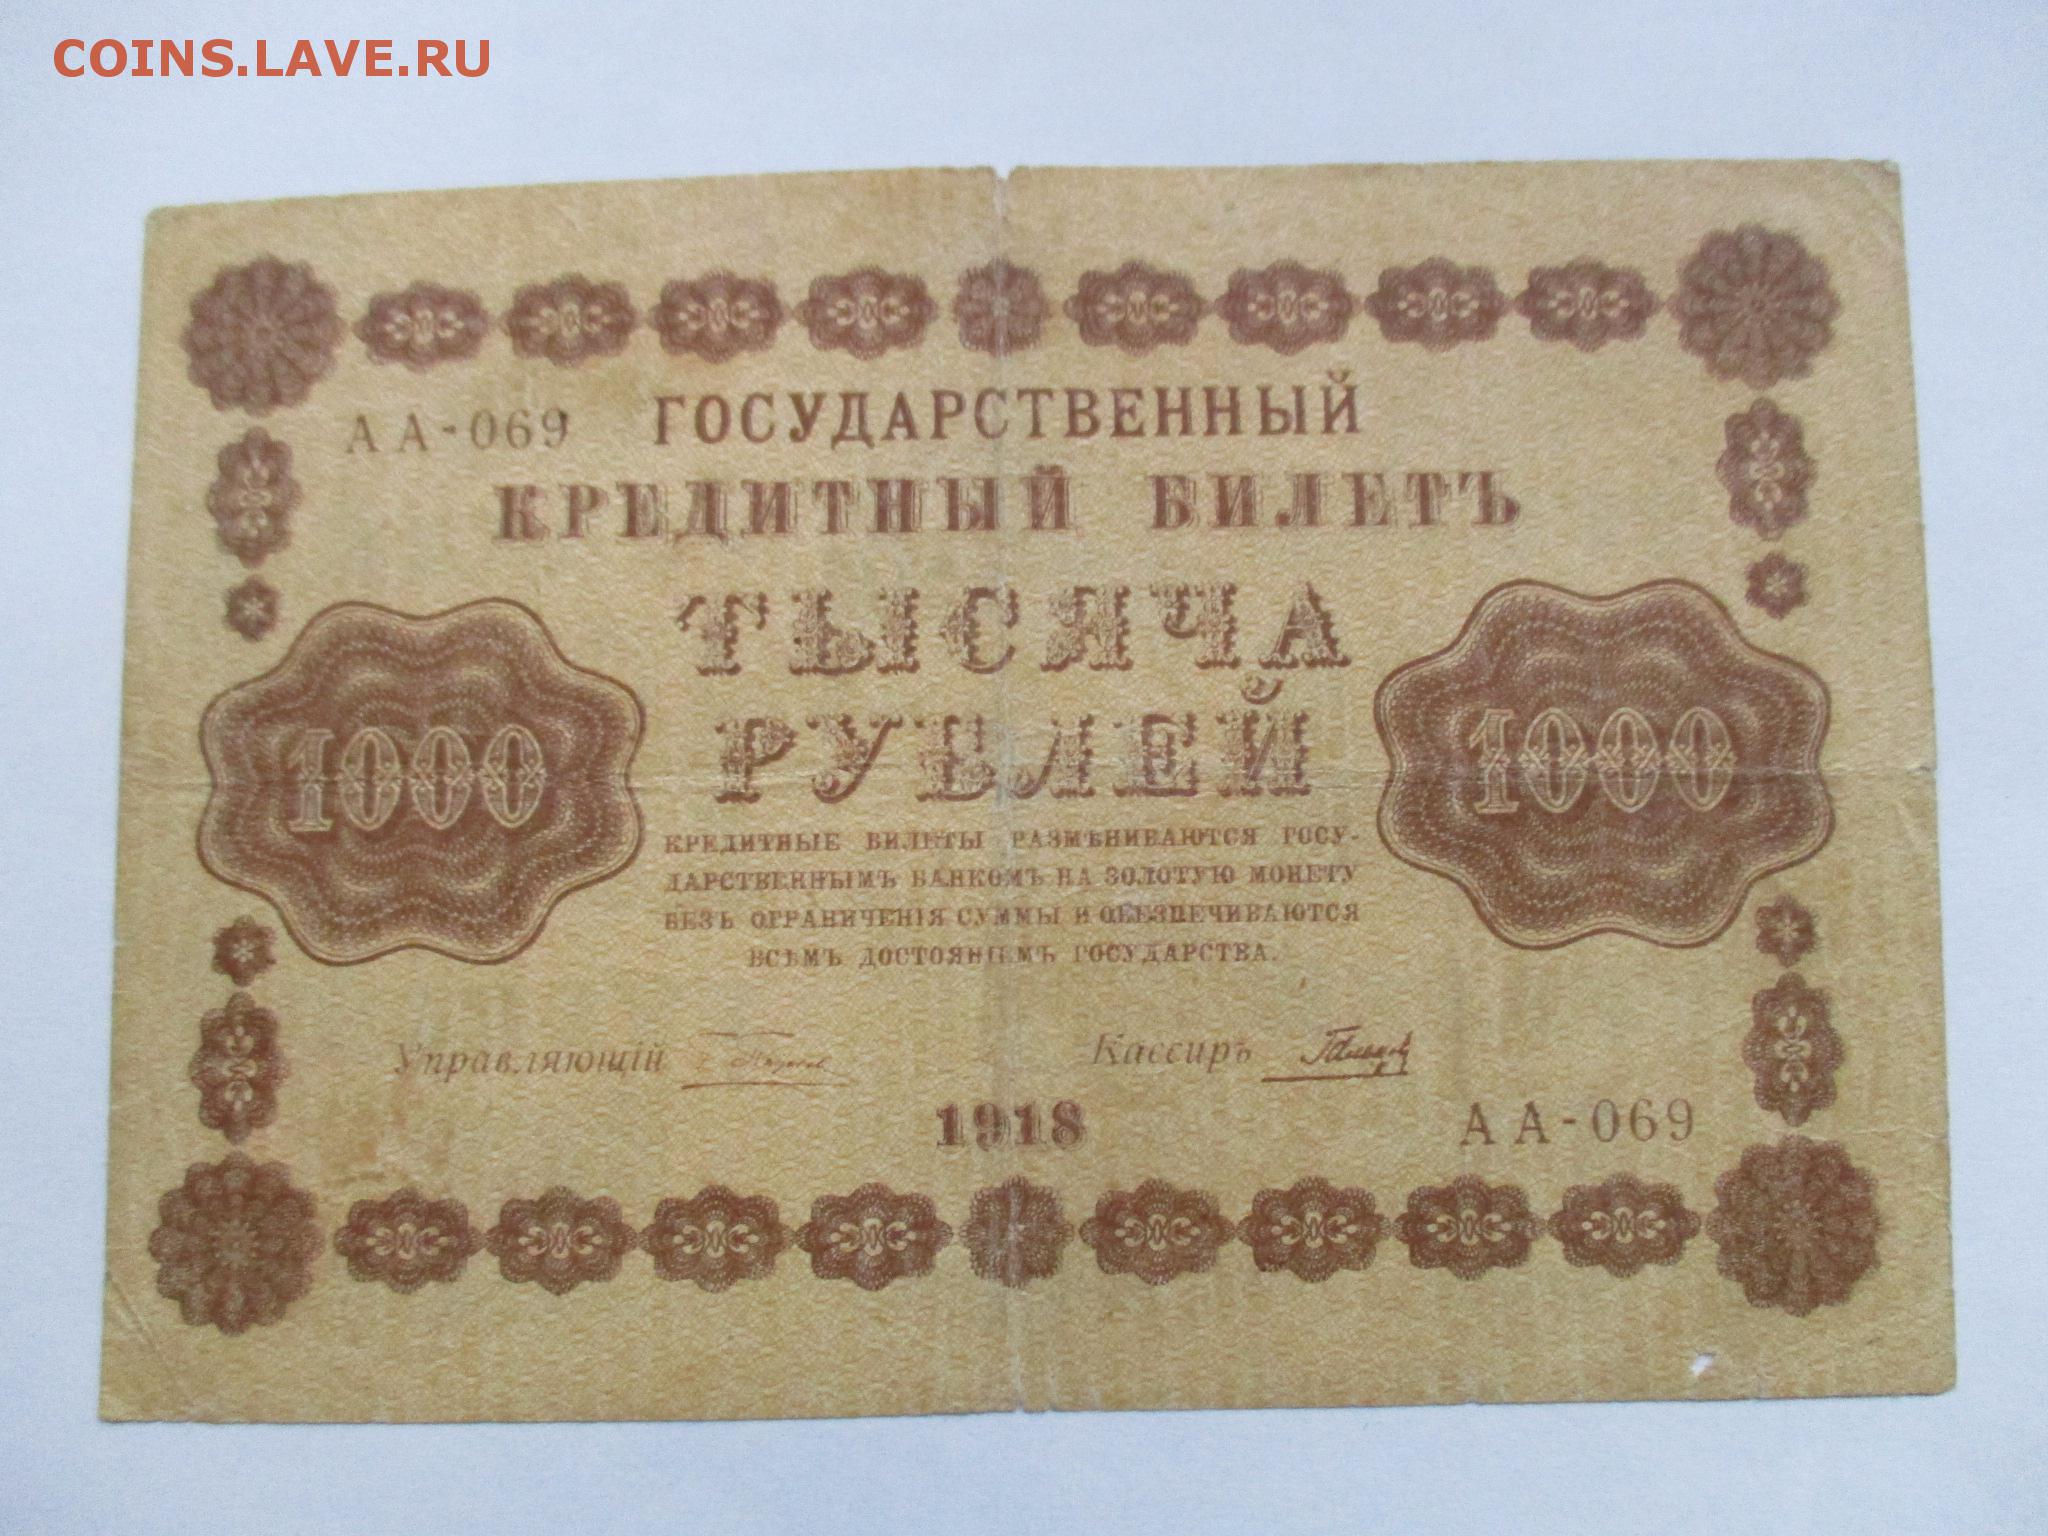 COINS.LAVE.RU
АА-069 ГОСУДАРСТВЕННЫЙ
КРЕДИТНЫЙ БИЛЕТЪ
ТЫСЯЧА
РУБЛЕЙ
1000 1000
КРЕДИТНЫЕ БИЛЕТЫ РАЗМѢНИВАЮТСЯ ГОСУ-
ДАРСТВЕННЫМЪ БАНКОМЪ НА ЗОЛОТУЮ МОНЕТУ
БЕЗЪ ОГРАНИЧЕНІЯ СУММЫ И ОБЕЗПЕЧИВАЮТСЯ
ВСѢМЪ ДОСТОЯНІЕМЪ ГОСУДАРСТВА.
Управляющій Кассиръ
1918 АА-069